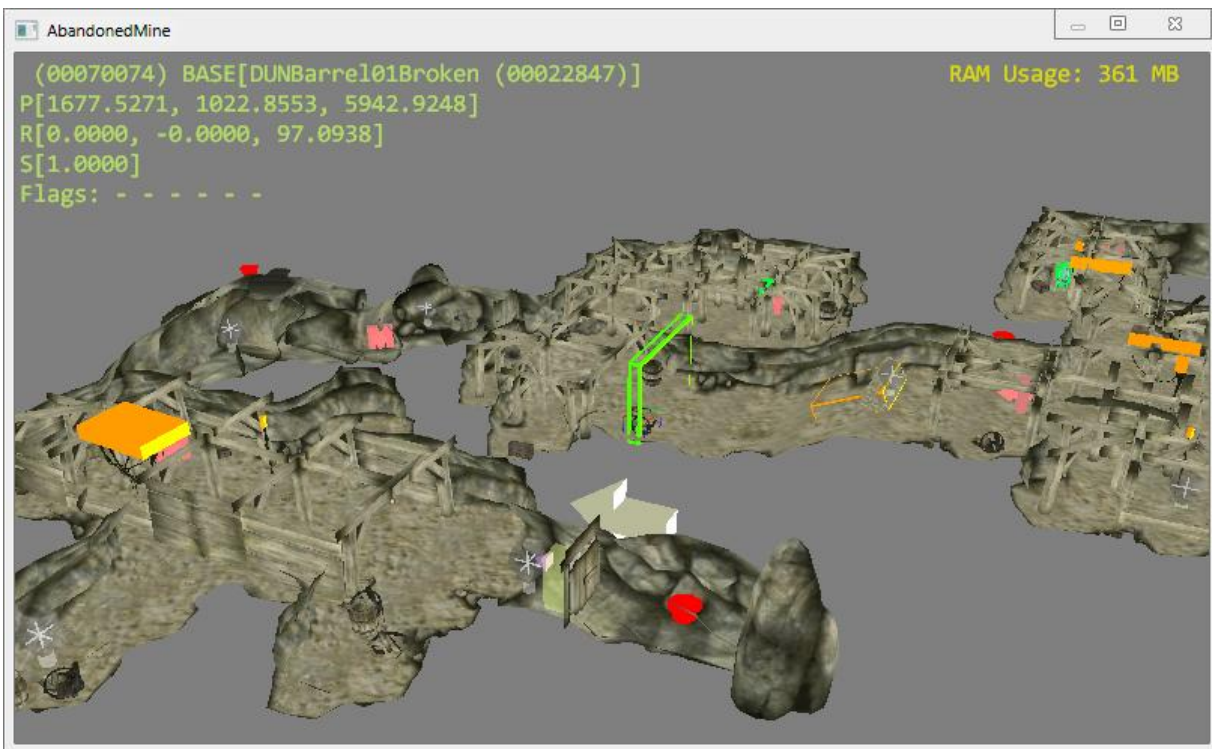 AbandonedMine
(00070074) BASE[DUNBarrel01Broken (00022847)]
RAM Usage: 361 MB
P[1677.5271, 1022.8553, 5942.9248]
R[0.0000, -0.0000, 97.0938]
S[1.0000]
Flags: - - - - - -
M